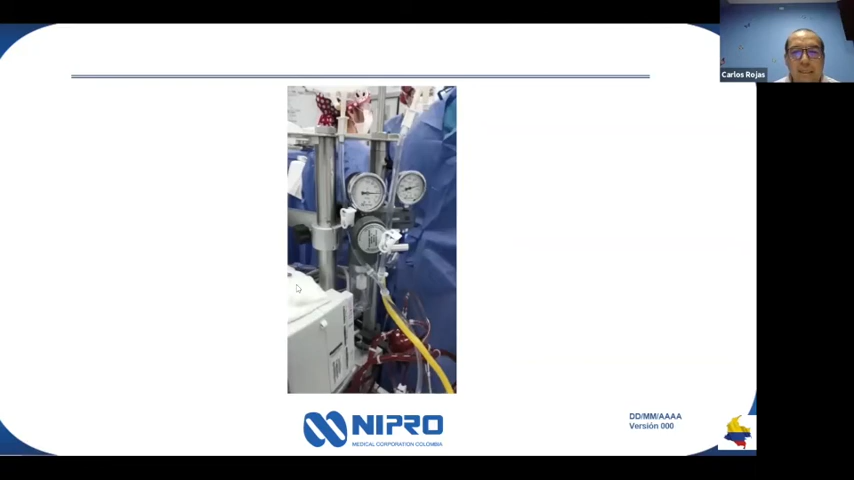 Carlos Rojas
NIPRO
MEDICAL CORPORATION COLOMBIA
DD/MM/AAAA
Versión 000